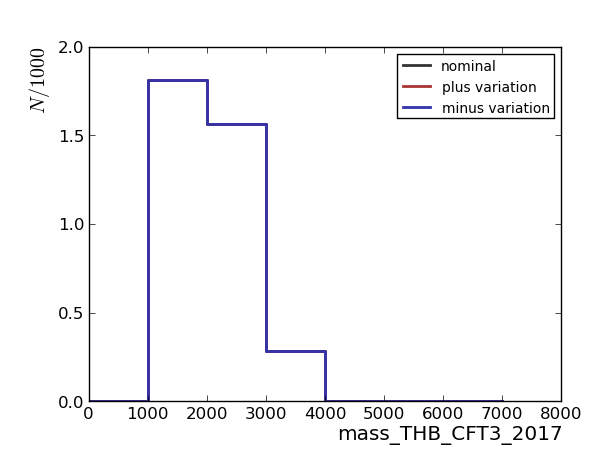 N/1000
2.0
1.5
1.0
0.5
0.0
nominal
plus variation
minus variation
0 1000 2000 3000 4000 5000 6000 7000 8000
mass_THB_CFT3_2017